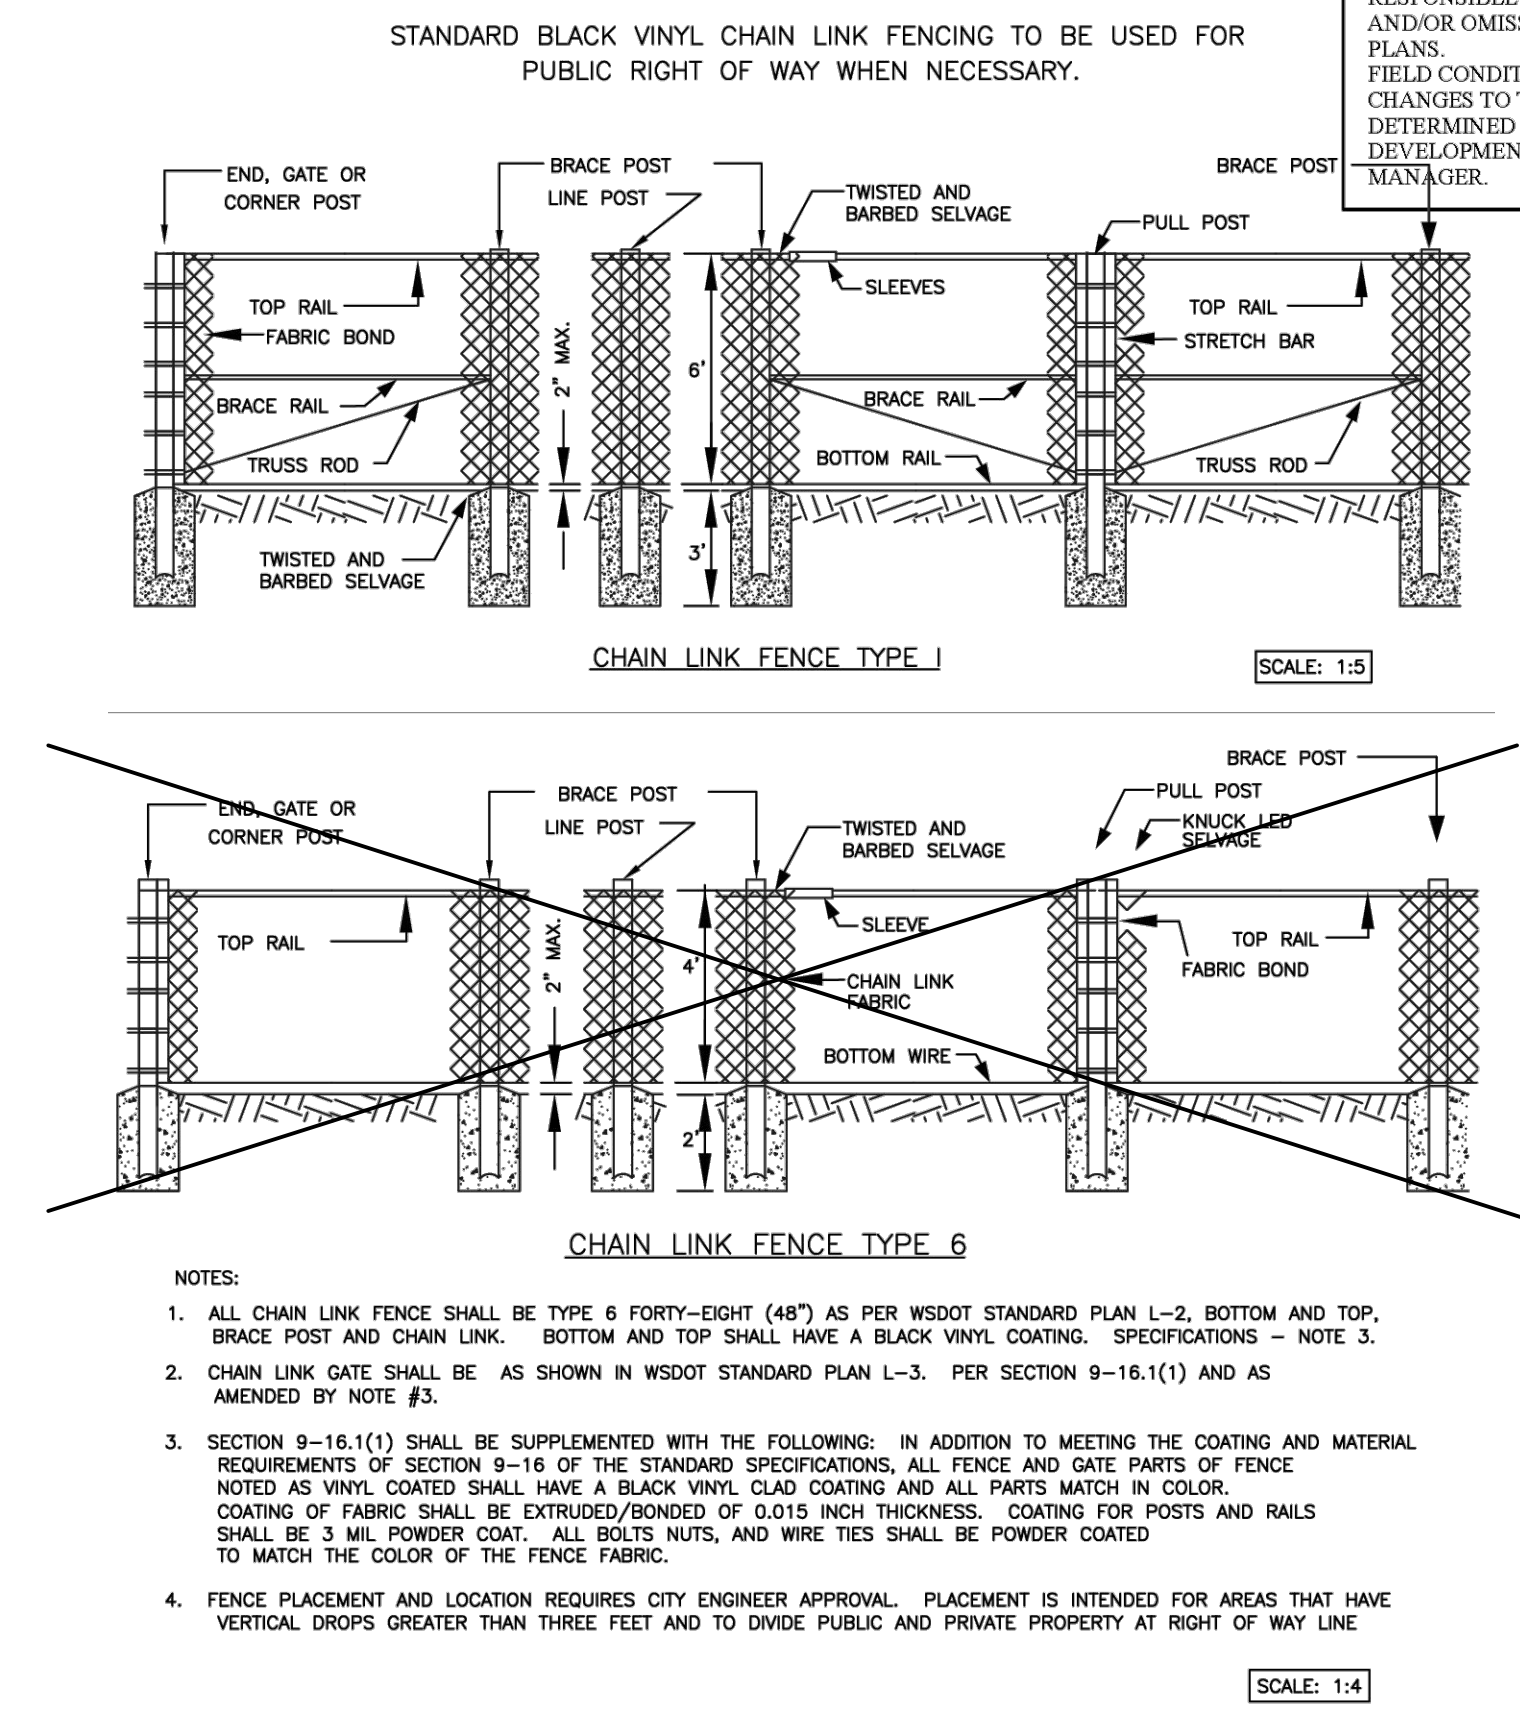 STANDARD BLACK VINYL CHAIN LINK FENCING TO BE USED FOR
PUBLIC RIGHT OF WAY WHEN NECESSARY.
AND/OR
PLANS.
FIELD
CHANGES TO
DETERMINED
MANAGER.
END, GATE OR
CORNER POST
BRACE POST
LINE POST
TWISTED AND
BARBED SELVAGE
BRACE POST
PULL POST
SLEEVES
TOP RAIL
FABRIC BOND
2" MAX.
6'
TOP RAIL
STRETCH BAR
BRACE RAIL
BRACE RAIL
TRUSS ROD
BOTTOM RAIL
TRUSS ROD
TWISTED AND
BARBED SELVAGE
3'
CHAIN LINK FENCE TYPE I
SCALE: 1:5
BRACE POST
END, GATE OR
CORNER POST
BRACE POST
LINE POST
TWISTED AND
BARBED SELVAGE
PULL POST
KNUCK LED
SELVAGE
TOP RAIL
2" MAX.
4'
SLEEVE
CHAIN LINK
FABRIC
TOP RAIL
FABRIC BOND
BOTTOM WIRE
2'
CHAIN LINK FENCE TYPE 6
NOTES:
1. ALL CHAIN LINK FENCE SHALL BE TYPE 6 FORTY-EIGHT (48") AS PER WSDOT STANDARD PLAN L-2, BOTTOM AND TOP,
BRACE POST AND CHAIN LINK. BOTTOM AND TOP SHALL HAVE A BLACK VINYL COATING. SPECIFICATIONS - NOTE 3.
2. CHAIN LINK GATE SHALL BE AS SHOWN IN WSDOT STANDARD PLAN L-3. PER SECTION 9-16.1(1) AND AS
AMENDED BY NOTE #3.
3. SECTION 9-16.1(1) SHALL BE SUPPLEMENTED WITH THE FOLLOWING: IN ADDITION TO MEETING THE COATING AND MATERIAL
REQUIREMENTS OF SECTION 9-16 OF THE STANDARD SPECIFICATIONS, ALL FENCE AND GATE PARTS OF FENCE
NOTED AS VINYL COATED SHALL HAVE A BLACK VINYL CLAD COATING AND ALL PARTS MATCH IN COLOR.
COATING OF FABRIC SHALL BE EXTRUDED/BONDED OF 0.015 INCH THICKNESS. COATING FOR POSTS AND RAILS
SHALL BE 3 MIL POWDER COAT. ALL BOLTS NUTS, AND WIRE TIES SHALL BE POWDER COATED
TO MATCH THE COLOR OF THE FENCE FABRIC.
4. FENCE PLACEMENT AND LOCATION REQUIRES CITY ENGINEER APPROVAL. PLACEMENT IS INTENDED FOR AREAS THAT HAVE
VERTICAL DROPS GREATER THAN THREE FEET AND TO DIVIDE PUBLIC AND PRIVATE PROPERTY AT RIGHT OF WAY LINE
SCALE: 1:4